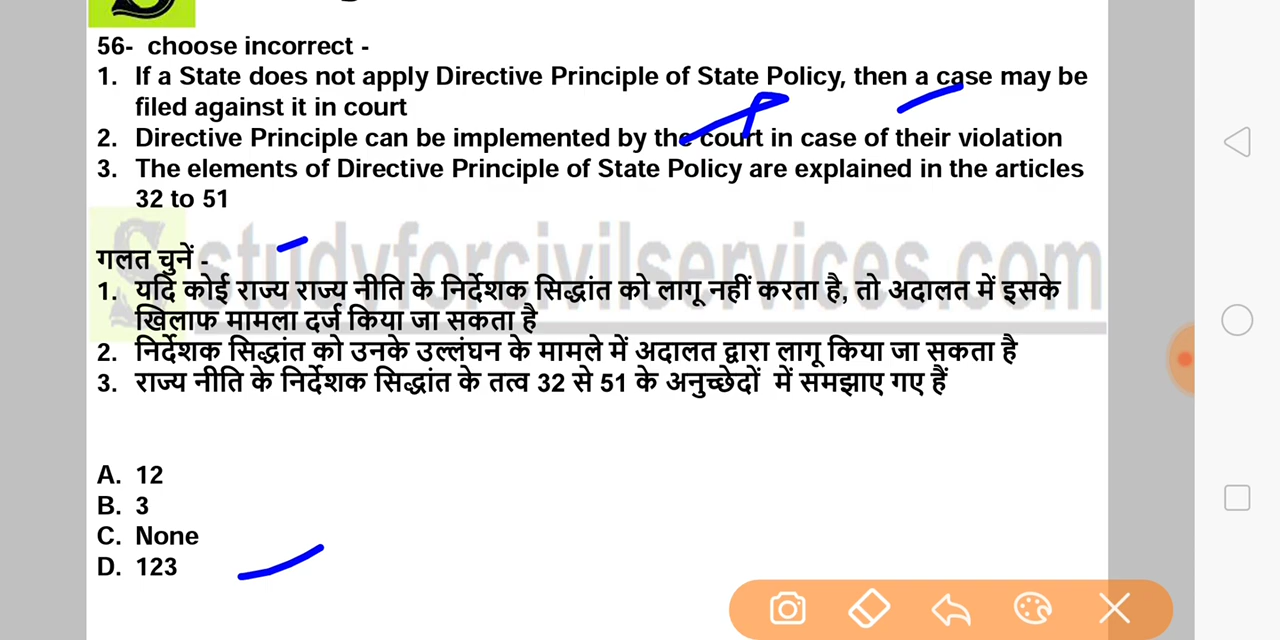 56- choose incorrect -
1. If a State does not apply Directive Principle of State Policy, then a case may be
filed against it in court
2. Directive Principle can be implemented by the court in case of their violation
3. The elements of Directive Principle of State Policy are explained in the articles
32 to 51
studyforcivilservices.com
गलत चुनें -
1. यदि कोई राज्य राज्य नीति के निर्देशक सिद्धांत को लागू नहीं करता है, तो अदालत में इसके
खिलाफ मामला दर्ज किया जा सकता है
2. निर्देशक सिद्धांत को उनके उल्लंघन के मामले में अदालत द्वारा लागू किया जा सकता है
3. राज्य नीति के निर्देशक सिद्धांत के तत्व 32 से 51 के अनुच्छेदों में समझाए गए हैं
A. 12
B. 3
C. None
D. 123